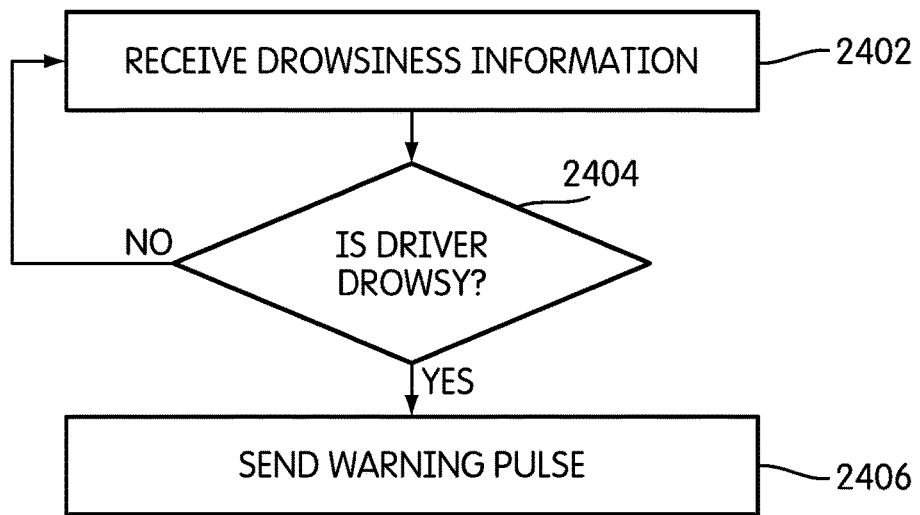 RECEIVE DROWSINESS INFORMATION
2402
2404
IS DRIVER
DROWSY?
NO
YES
SEND WARNING PULSE
2406